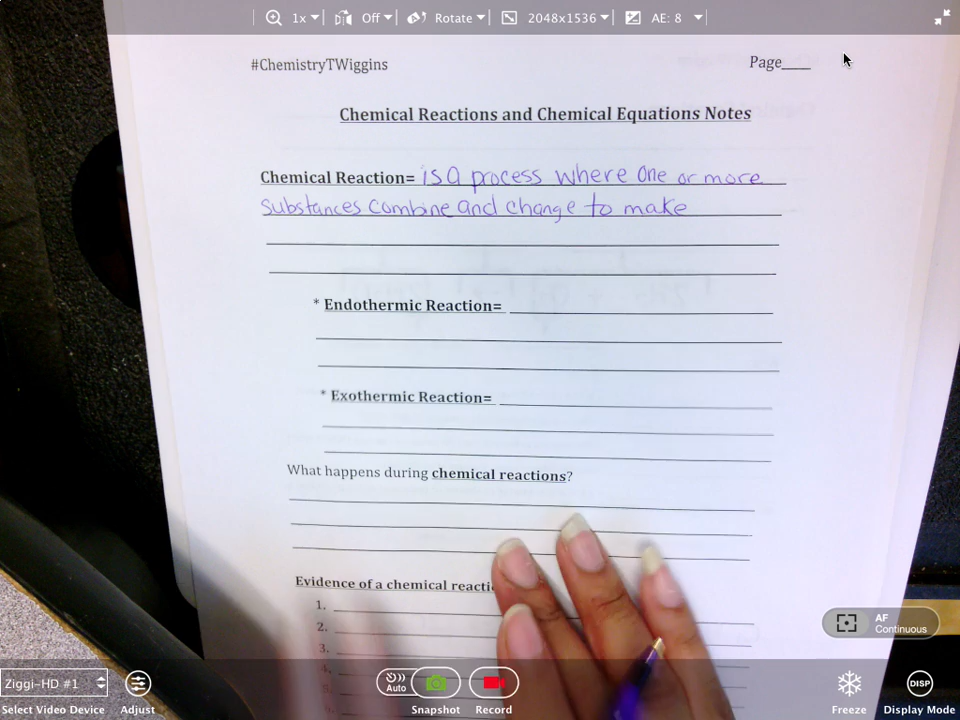 1x Off Rotate 2048x1536 AE: 8
#ChemistryTWiggins Page____
Chemical Reactions and Chemical Equations Notes
Chemical Reaction= is a process where one or more
substances combine and change to make
* Endothermic Reaction=
* Exothermic Reaction=
What happens during chemical reactions?
Evidence of a chemical reacti
1.
2.
3.
4.
AF
Continuous
Ziggi-HD #1
Auto
DISP
Select Video Device Adjust Snapshot Record Freeze Display Mode